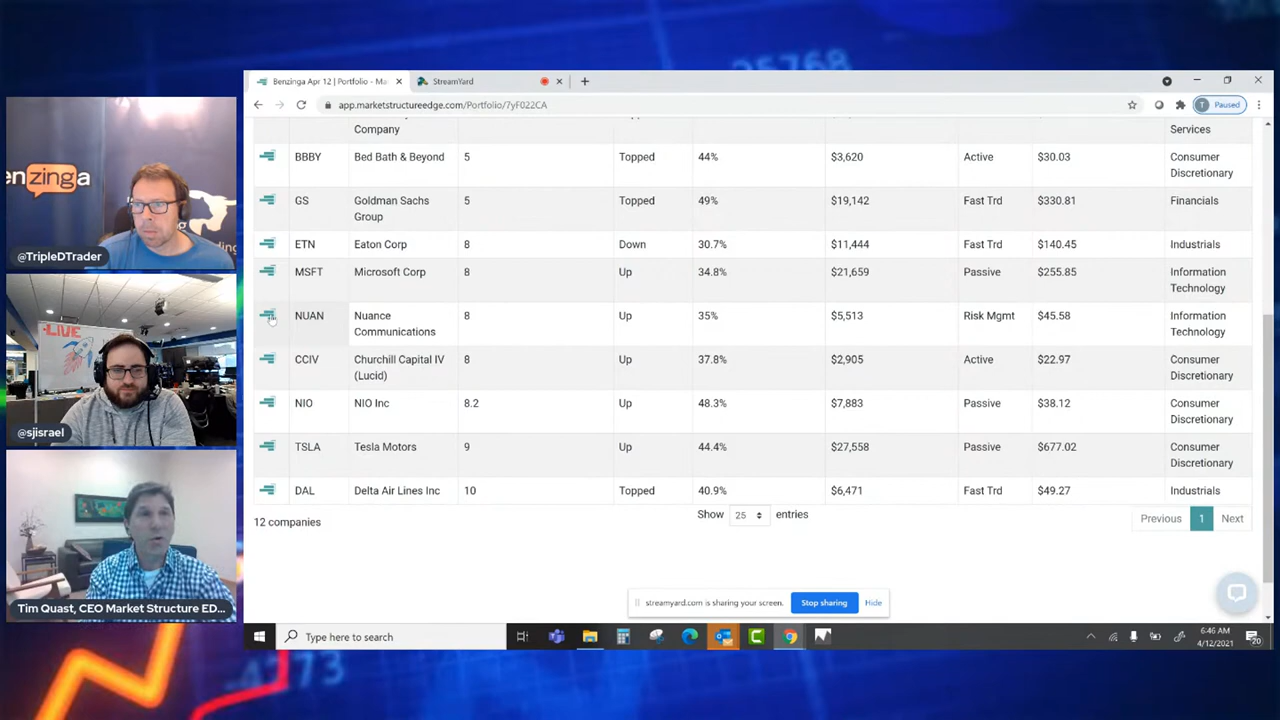 25768
Benzinga Apr 12 | Portfolio - Ma
StreamYard
app.marketstructureedge.com/Portfolio/7yF022CA
T Paused
Company
Services
BBBY Bed Bath & Beyond 5 Topped 44% $3,620 Active $30.03 Consumer Discretionary
GS Goldman Sachs Group 5 Topped 49% $19,142 Fast Trd $330.81 Financials
ETN Eaton Corp 8 Down 30.7% $11,444 Fast Trd $140.45 Industrials
MSFT Microsoft Corp 8 Up 34.8% $21,659 Passive $255.85 Information Technology
NUAN Nuance Communications 8 Up 35% $5,513 Risk Mgmt $45.58 Information Technology
CCIV Churchill Capital IV (Lucid) 8 Up 37.8% $2,905 Active $22.97 Consumer Discretionary
NIO NIO Inc 8.2 Up 48.3% $7,883 Passive $38.12 Consumer Discretionary
TSLA Tesla Motors 9 Up 44.4% $27,558 Passive $677.02 Consumer Discretionary
DAL Delta Air Lines Inc 10 Topped 40.9% $6,471 Fast Trd $49.27 Industrials
12 companies
Show 25 entries
Previous 1 Next
streamyard.com is sharing your screen. Stop sharing Hide
Type here to search
6:46 AM
4/12/2021
20
enzinga
@TripleDTrader
LIVE
@sjisrael
Tim Quast, CEO Market Structure ED...
4773